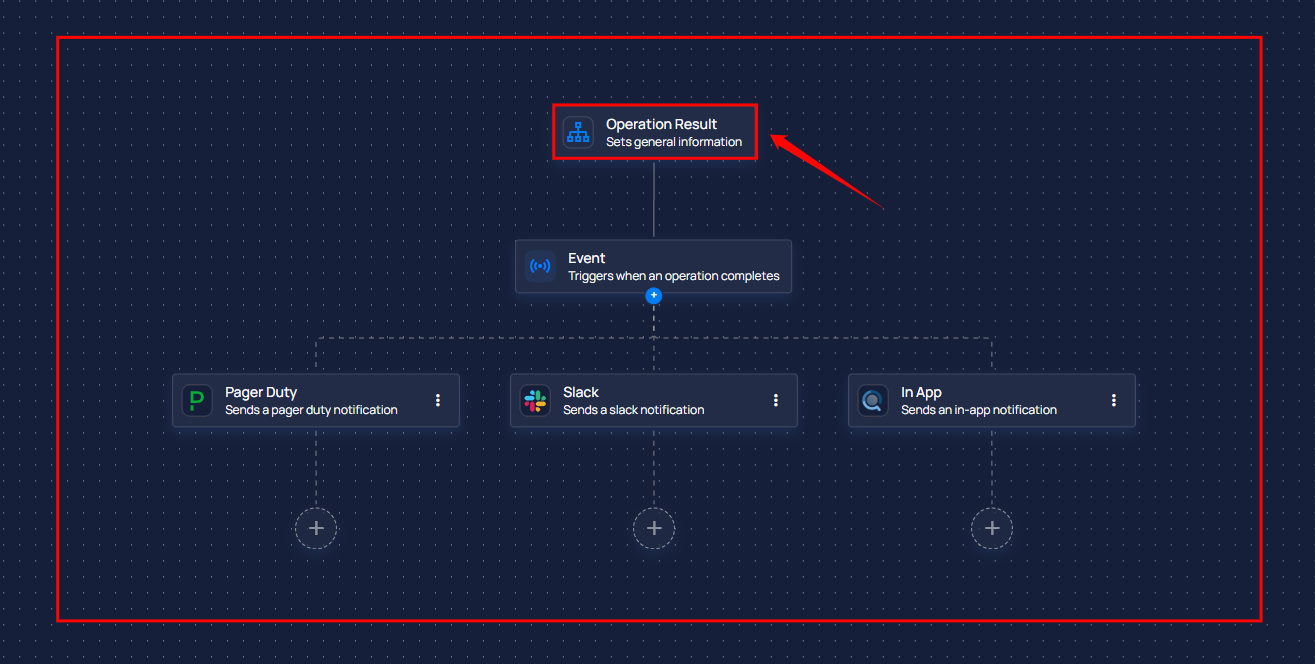 Operation Result
Sets general information
Event
Triggers when an operation completes
Pager Duty
Sends a pager duty notification
Slack
Sends a slack notification
In App
Sends an in-app notification